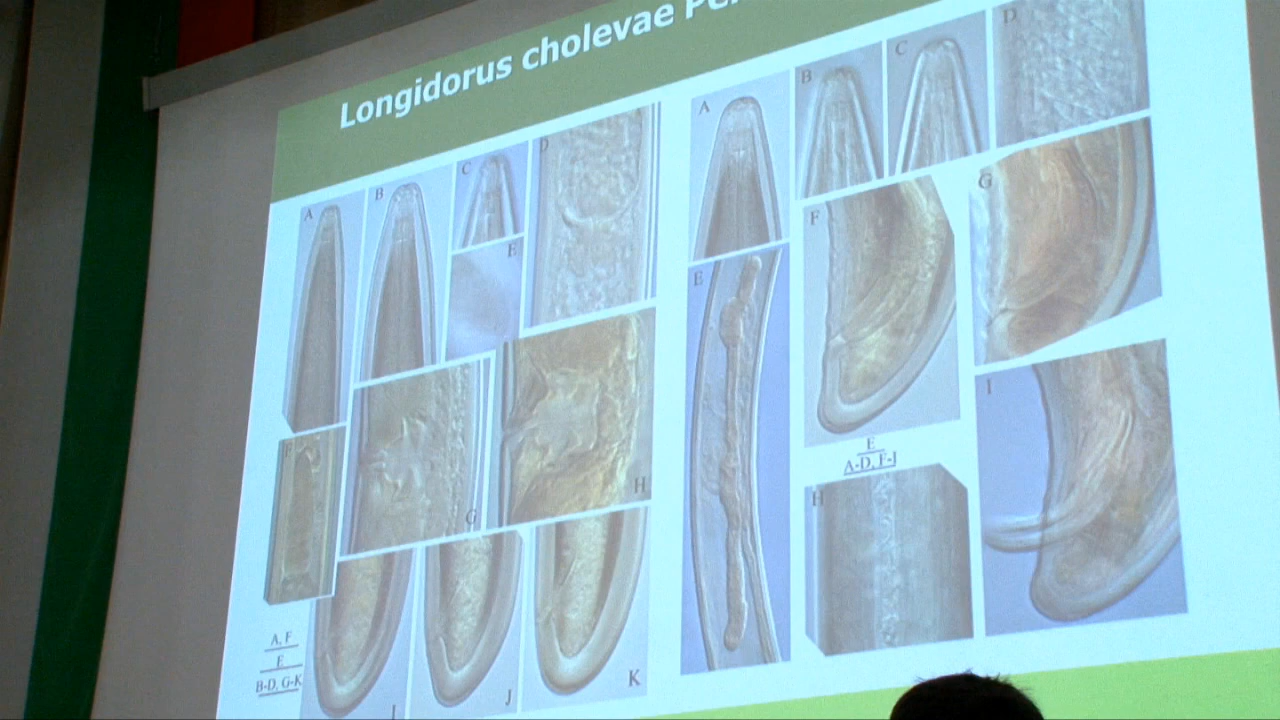 Longidorus cholevae
A B C D
E
F
G H
I J K
A, F
E
B-D, G-K
A B C D
E F G
H I
E
A-D, F-I